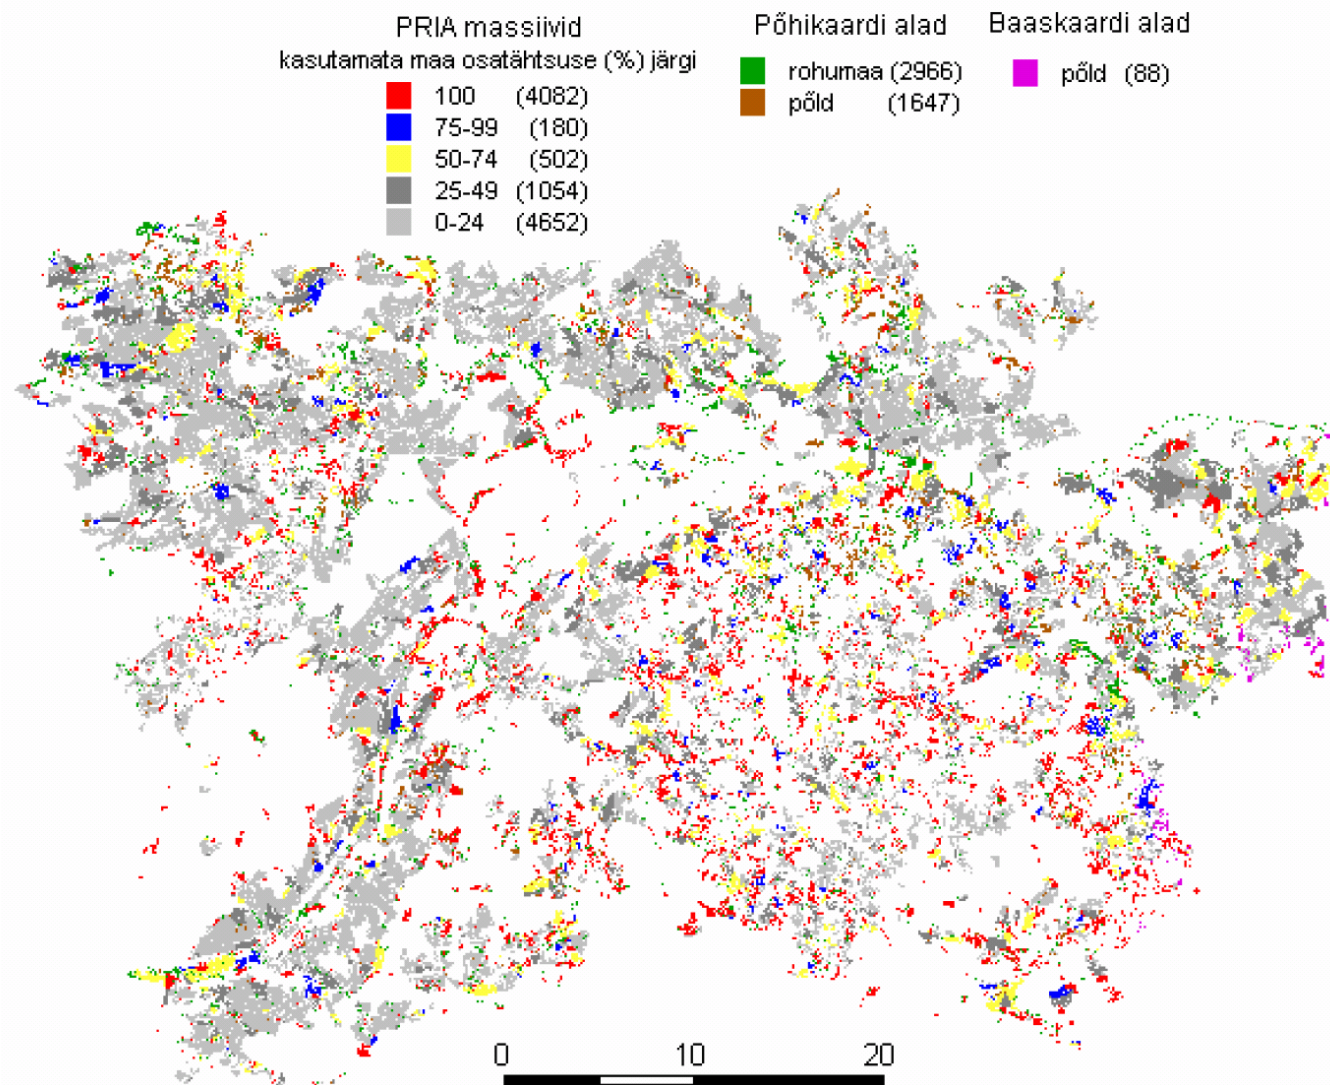 PRIA massiivid
kasutamata maa osatähtsuse (%) järgi
100 (4082)
75-99 (180)
50-74 (502)
25-49 (1054)
0-24 (4652)
Põhikaardi alad
rohumaa (2966)
põld (1647)
Baaskaardi alad
põld (88)
0 10 20